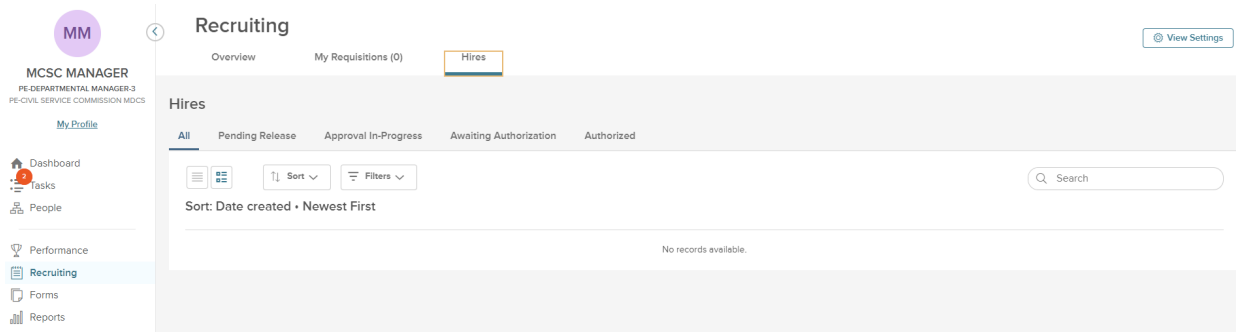 MM
MCSC MANAGER
PE-DEPARTMENTAL MANAGER-3
PE-CIVIL SERVICE COMMISSION MDCS
My Profile
Dashboard
2
Tasks
People
Performance
Recruiting
Forms
Reports
Recruiting
View Settings
Overview My Requisitions (0) Hires
Hires
All Pending Release Approval In-Progress Awaiting Authorization Authorized
Sort Filters Search
Sort: Date created • Newest First
No records available.